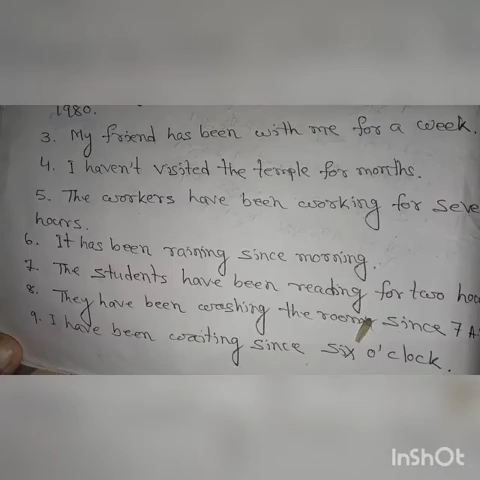 1980.
3. My friend has been with me for a week.
4. I haven't visited the temple for months.
5. The workers have been working for seve
hours.
6. It has been raining since morning.
7. The students have been reading for two hou
8. They have been washing the room since 7 A
9. I have been waiting since six o'clock.
InShOt